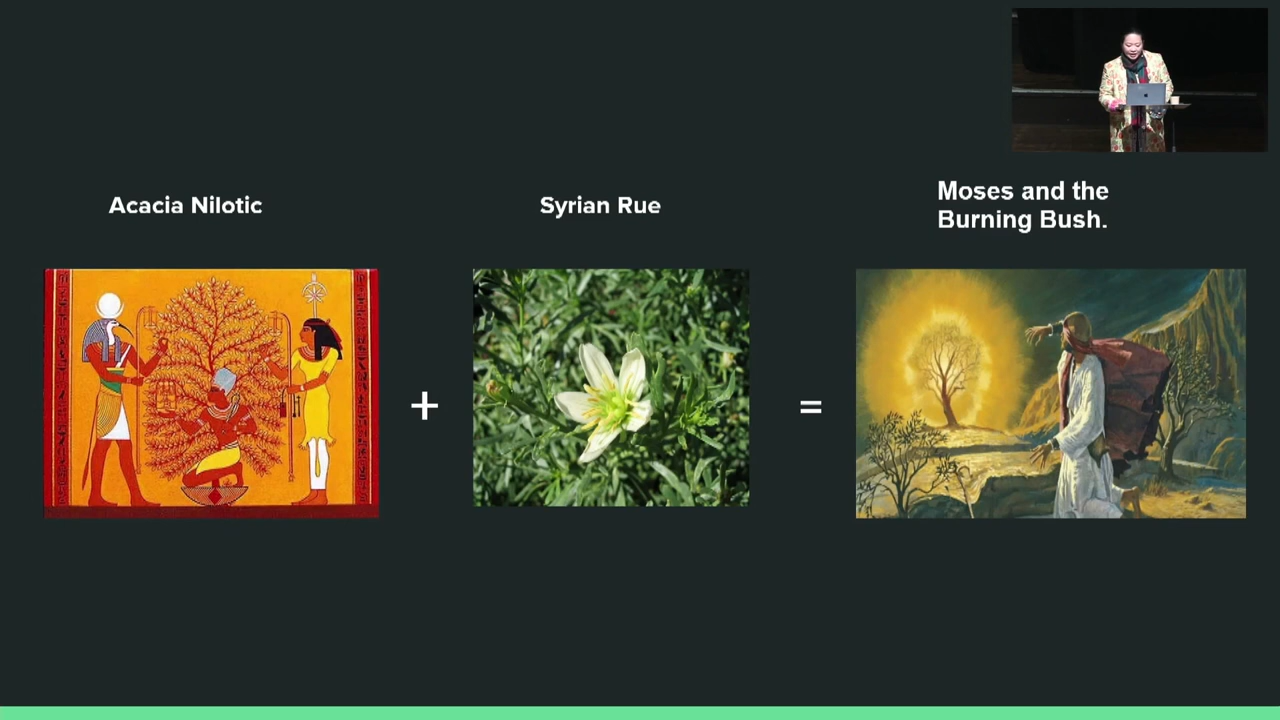 Acacia Nilotic
Syrian Rue
Moses and the
Burning Bush.
+
=